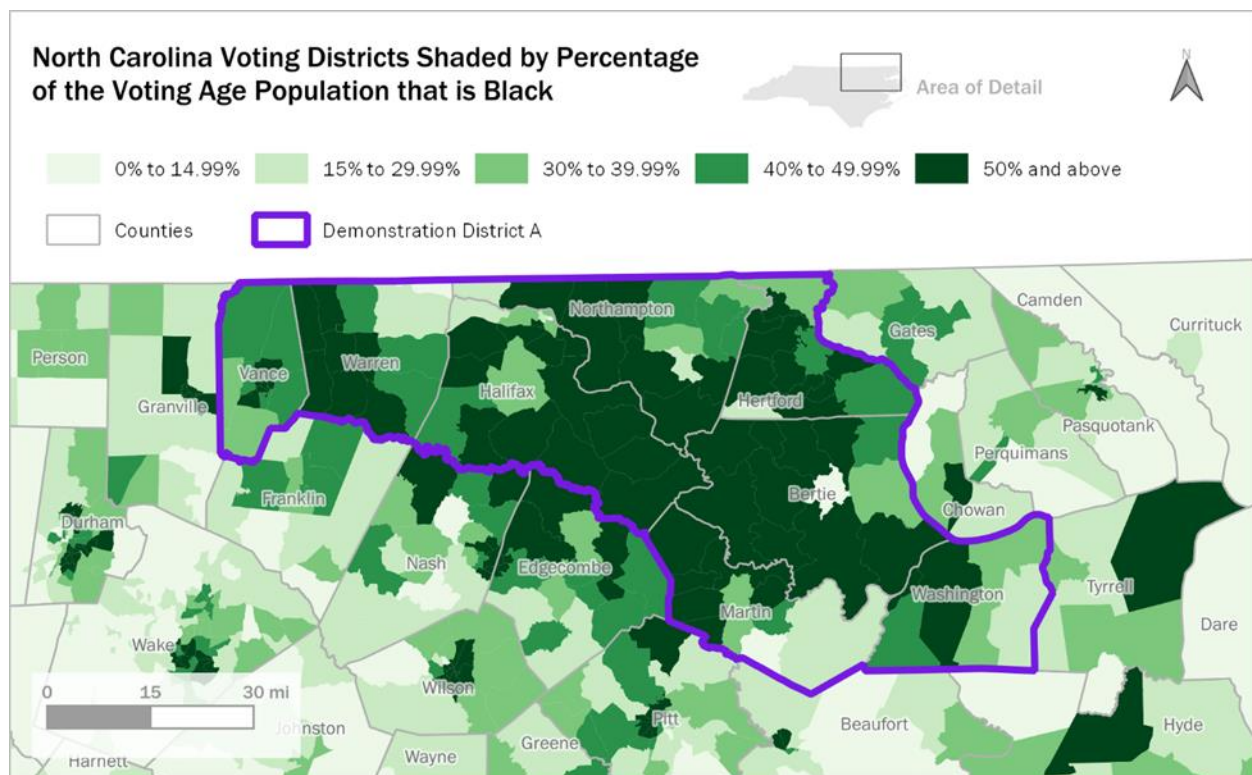 North Carolina Voting Districts Shaded by Percentage
of the Voting Age Population that is Black
N
Area of Detail
0% to 14.99%
15% to 29.99%
30% to 39.99%
40% to 49.99%
50% and above
Counties
Demonstration District A
Northampton
Camden
Currituck
Gates
Person
Vance
Warren
Halifax
Hertford
Granville
Pasquotank
Perquimans
Franklin
Bertie
Chowan
Durham
Nash
Edgecombe
Washington
Tyrrell
Martin
Dare
Wake
Wilson
0 15 30 mi
Johnston
Pitt
Beaufort
Hyde
Greene
Wayne
Harnett